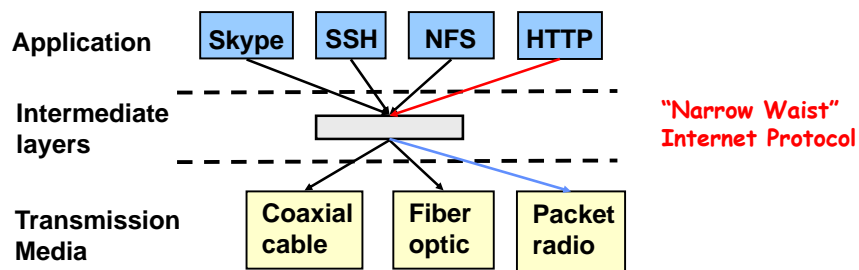 Application
Skype
SSH
NFS
HTTP
Intermediate
layers
“Narrow Waist”
Internet Protocol
Transmission
Media
Coaxial
cable
Fiber
optic
Packet
radio